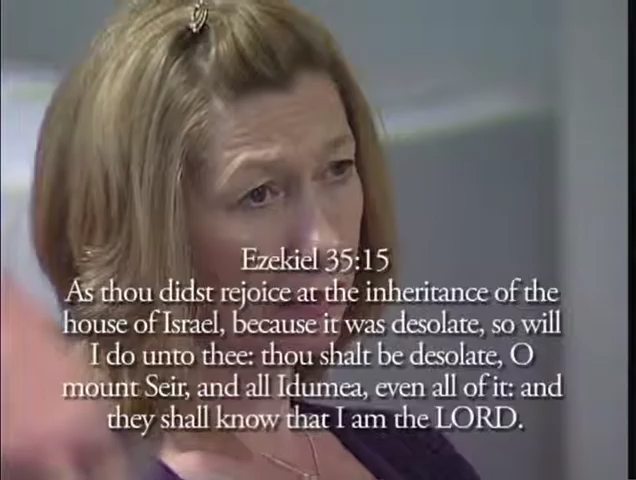 Ezekiel 35:15
As thou didst rejoice at the inheritance of the
house of Israel, because it was desolate, so will
I do unto thee: thou shalt be desolate, O
mount Seir, and all Idumea, even all of it: and
they shall know that I am the LORD.